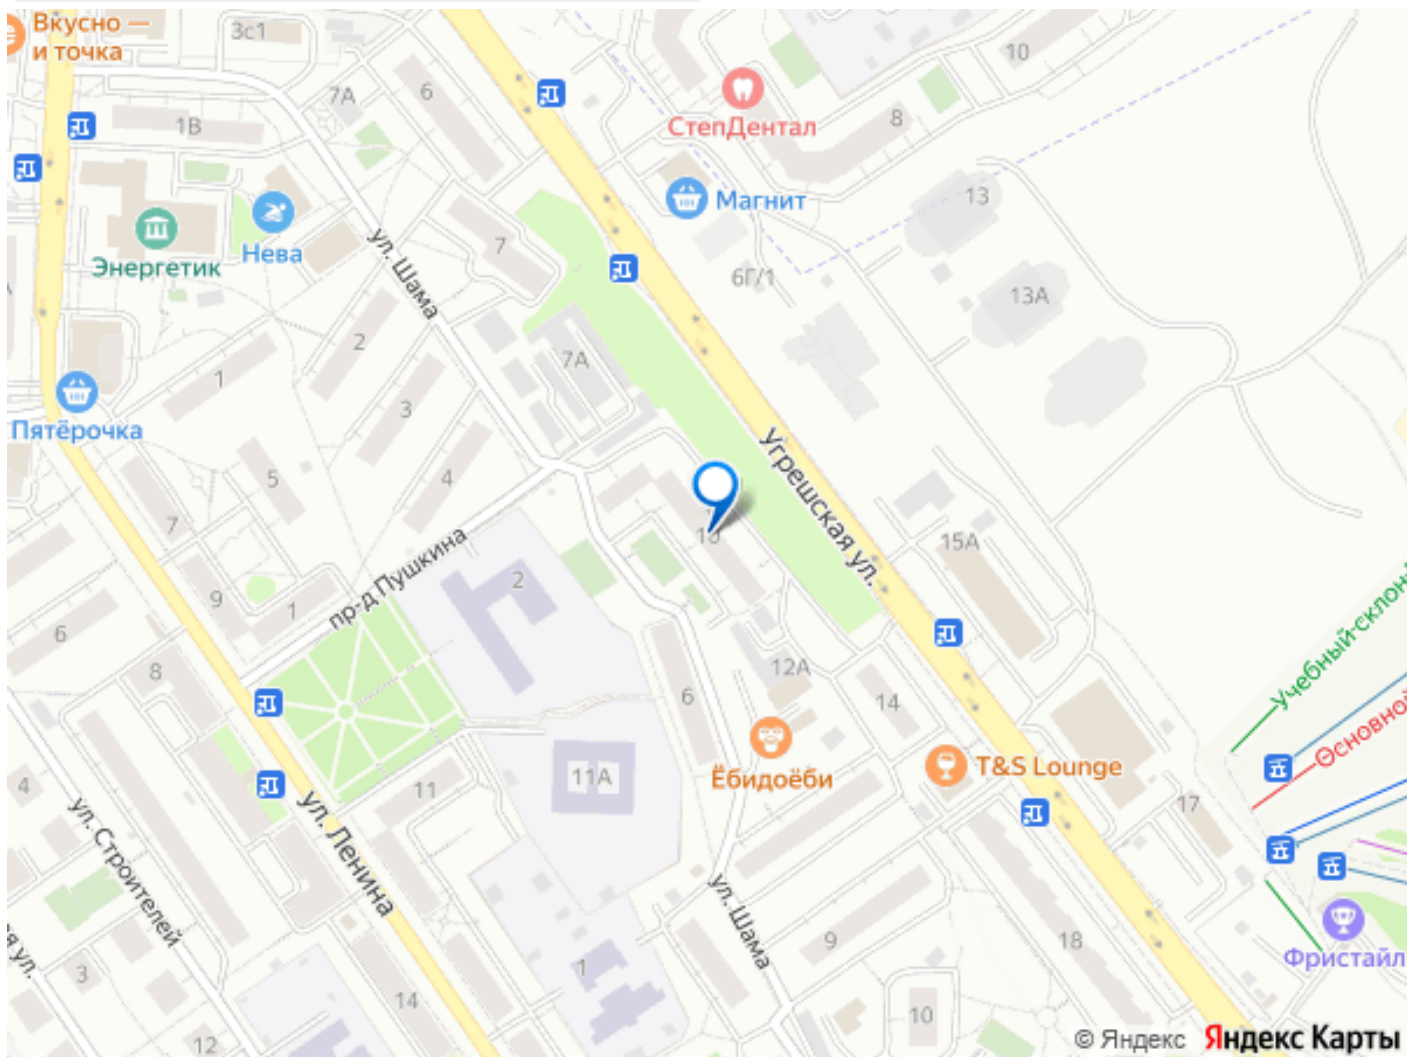 Вкусно —
и точка
3с1
7А
6
1В
10
8
СтепДентал
Магнит
13
Нева
Энергетик
ул. Шама
7
6Г/1
13А
2
7А
1
3
Пятёрочка
5
4
7
Угрешская ул.
10
15А
пр-д Пушкина
2
9
1
6
8
6
12А
14
Учебный склон
Основной
Ёбидоёби
T&S Lounge
11А
11
4
17
ул. Строителей
ул. Ленина
ул. Шама
9
18
Фристайл
3
1
14
10
12
я ул.
© Яндекс Яндекс Карты